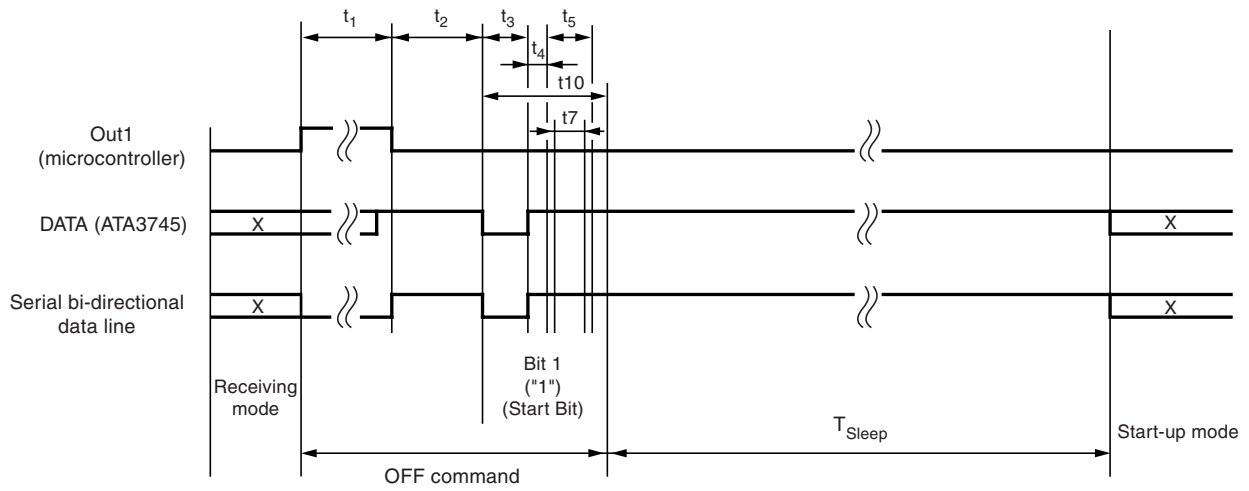 t1
t2
t3
t5
t4
t10
t7
Out1
(microcontroller)
DATA (ATA3745)
X
X
Serial bi-directional
data line
X
X
Receiving
mode
Bit 1
("1")
(Start Bit)
TSleep
Start-up mode
OFF command